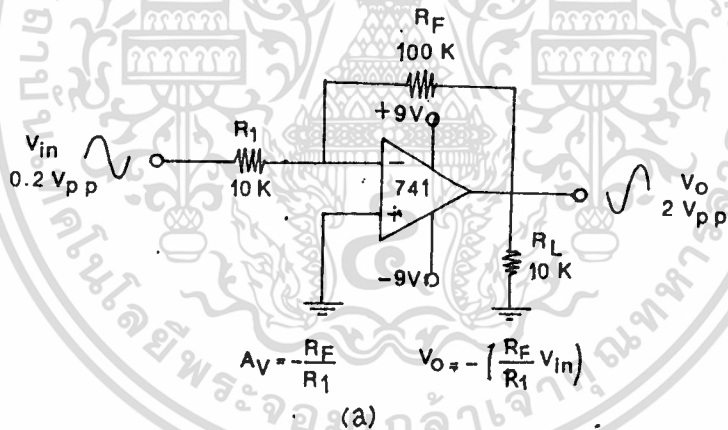 R_F
100 K
+9V
R_1
V_in
0.2 V_pp
10 K
−
741
+
V_o
2 V_pp
R_L
10 K
-9V
A_V = -R_F/R_1
V_o = - (R_F/R_1 V_in)
(a)